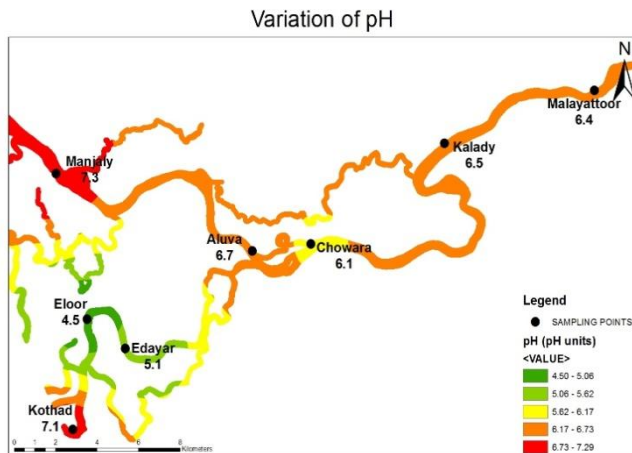 Variation of pH
N
Malayattoor
6.4
Kalady
6.5
Manjaly
7.3
Aluva
6.7
Chowara
6.1
Eloor
4.5
Edayar
5.1
Kothad
7.1
0 1 2 4 6 8
Kilometers
Legend
SAMPLING POINTS
pH (pH units)
<VALUE>
4.50 - 5.06
5.06 - 5.62
5.62 - 6.17
6.17 - 6.73
6.73 - 7.29